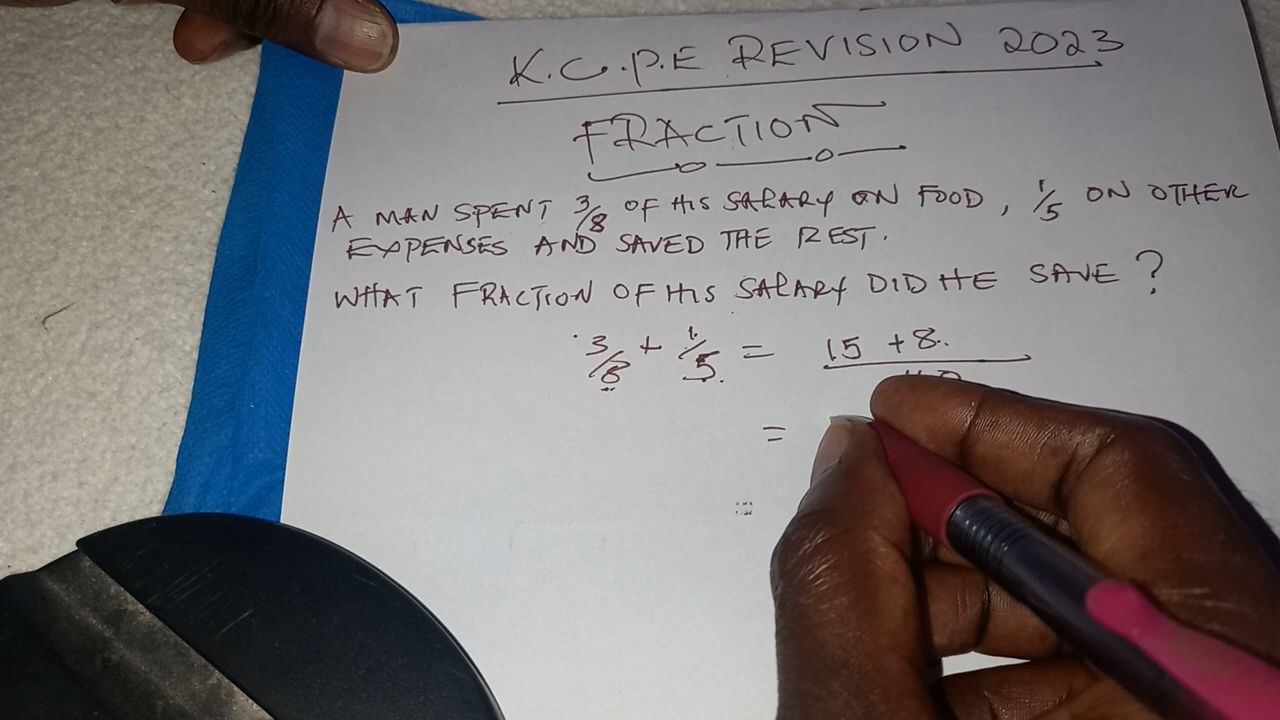 K.C.P.E REVISION 2023
FRACTION
A MAN SPENT 3/8 OF HIS SALARY ON FOOD, 1/5 ON OTHER
EXPENSES AND SAVED THE REST.
WHAT FRACTION OF HIS SALARY DID HE SAVE?
3/8 + 1/5 = 15 + 8
=